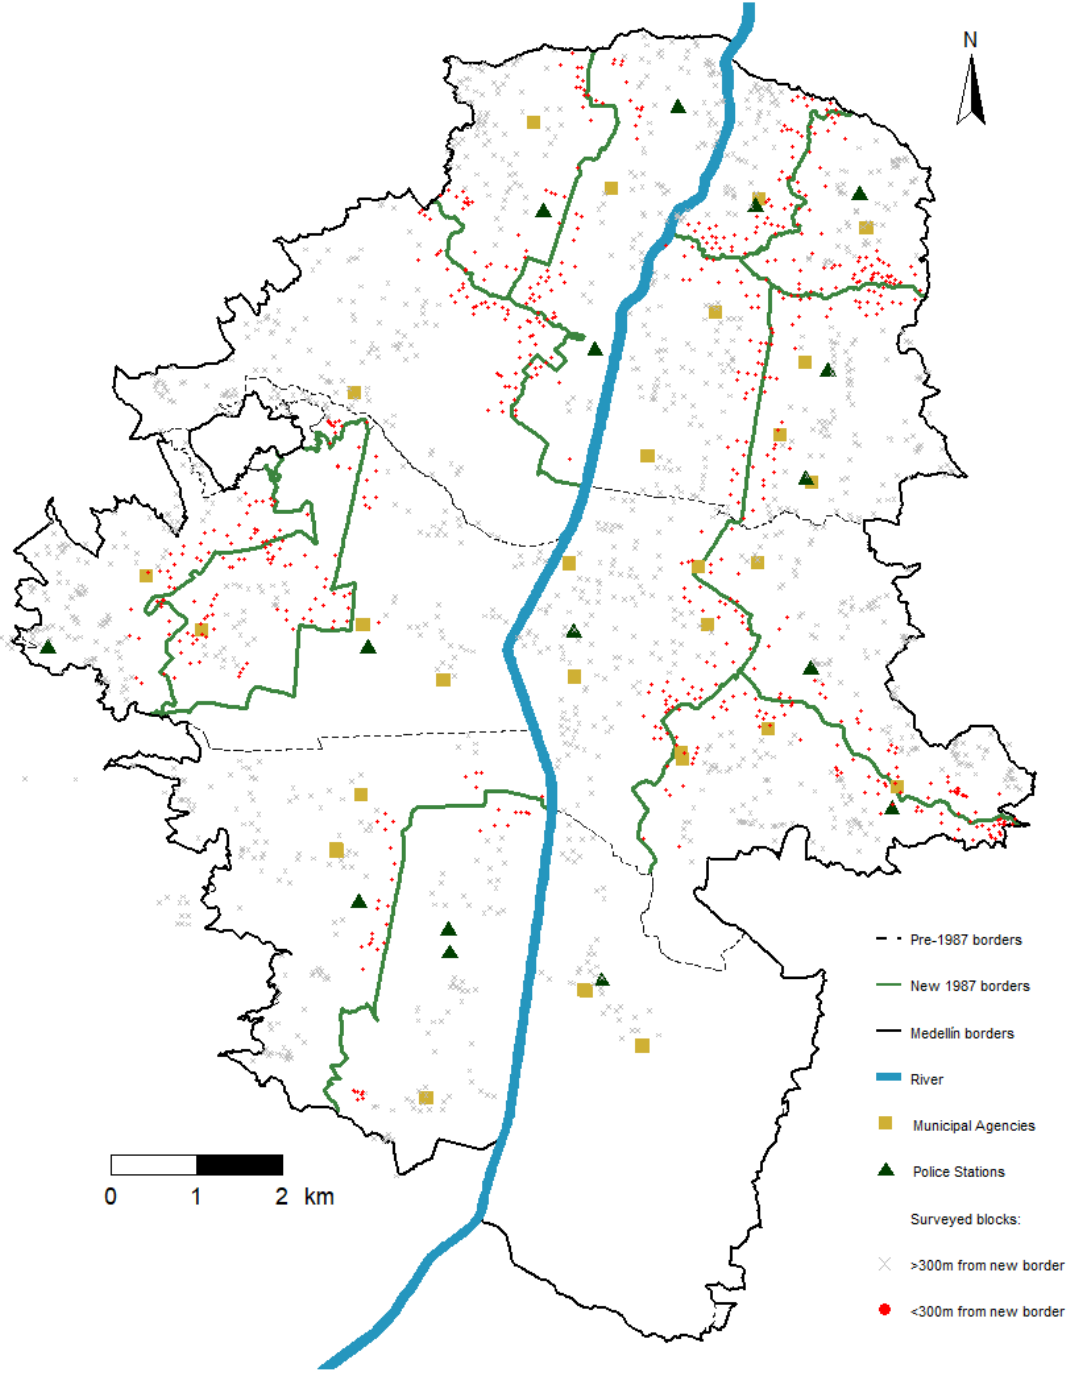 N
Pre-1987 borders
New 1987 borders
Medellín borders
River
Municipal Agencies
Police Stations
Surveyed blocks:
>300m from new border
<300m from new border
0 1 2 km